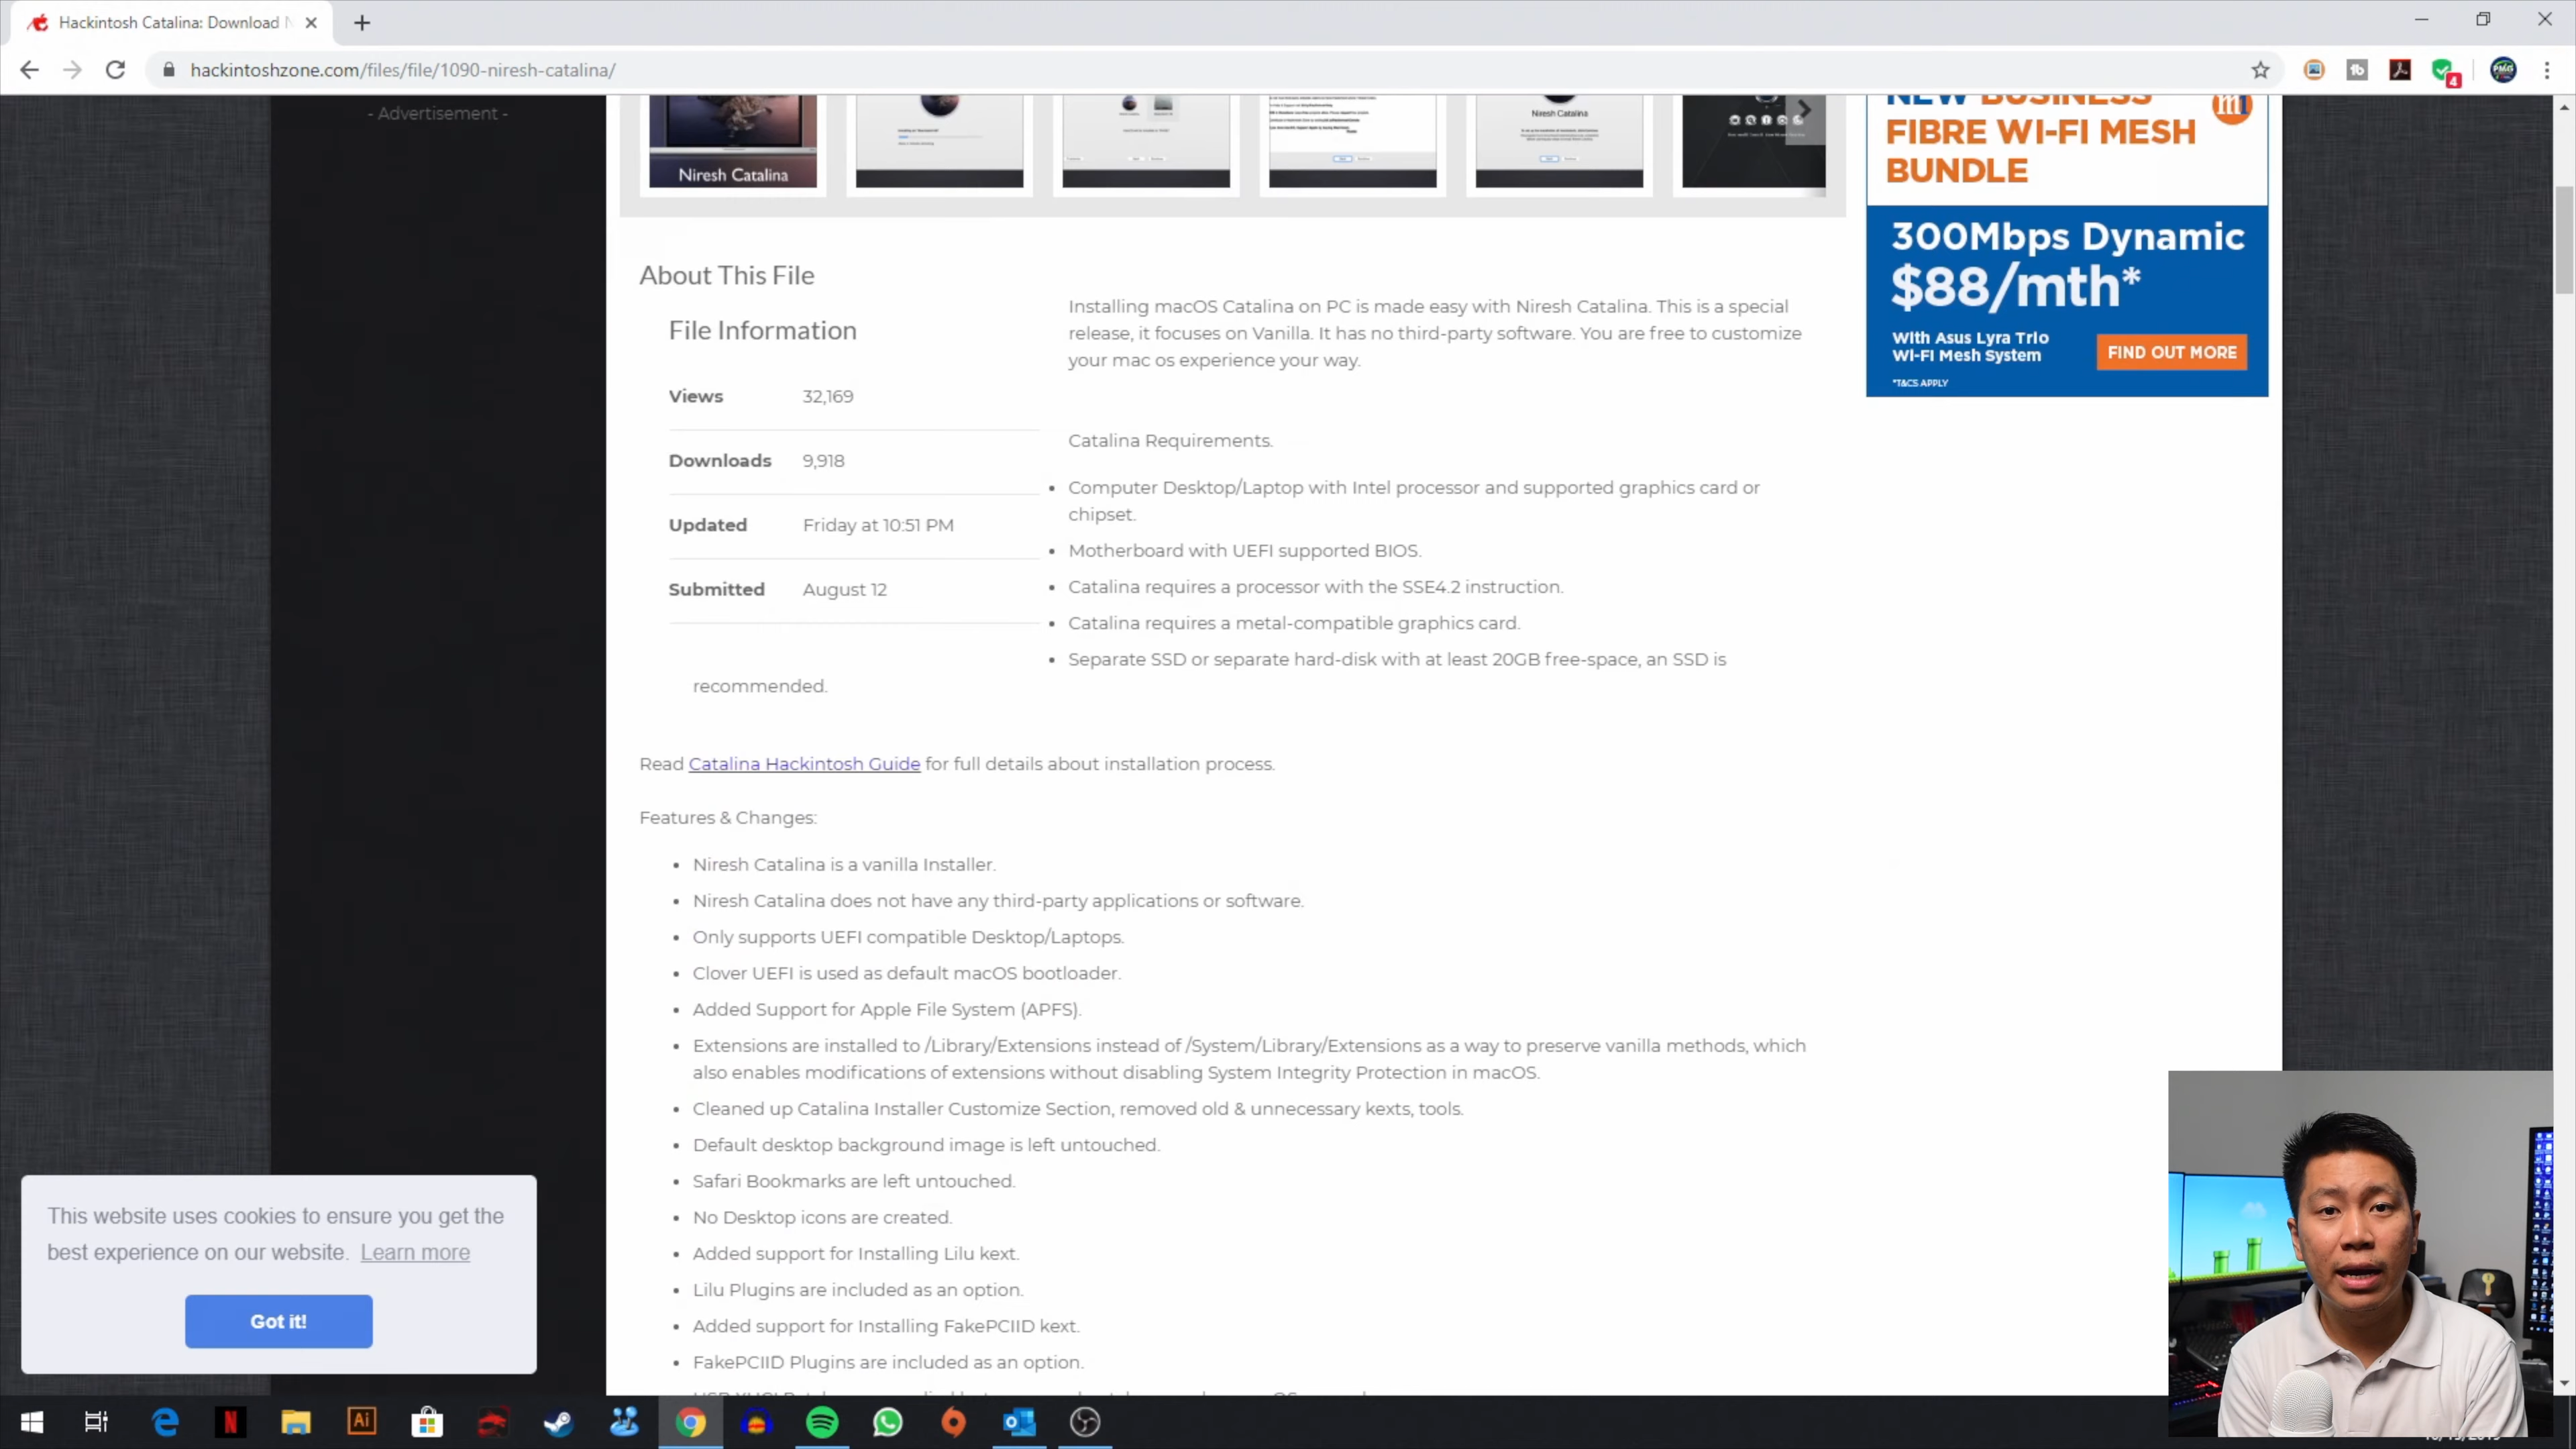 Hackintosh Catalina: Download
hackintoshzone.com/files/file/1090-niresh-catalina/
4
- Advertisement -
Niresh Catalina
Niresh Catalina
NEW BUSINESS
FIBRE WI-FI MESH
BUNDLE
m1
300Mbps Dynamic
$88/mth*
With Asus Lyra Trio
Wi-Fi Mesh System
FIND OUT MORE
*T&CS APPLY
About This File
File Information
Views 32,169
Downloads 9,918
Updated Friday at 10:51 PM
Submitted August 12
Installing macOS Catalina on PC is made easy with Niresh Catalina. This is a special
release, it focuses on Vanilla. It has no third-party software. You are free to customize
your mac os experience your way.
Catalina Requirements.
• Computer Desktop/Laptop with Intel processor and supported graphics card or
chipset.
• Motherboard with UEFI supported BIOS.
• Catalina requires a processor with the SSE4.2 instruction.
• Catalina requires a metal-compatible graphics card.
• Separate SSD or separate hard-disk with at least 20GB free-space, an SSD is
recommended.
Read Catalina Hackintosh Guide for full details about installation process.
Features & Changes:
• Niresh Catalina is a vanilla Installer.
• Niresh Catalina does not have any third-party applications or software.
• Only supports UEFI compatible Desktop/Laptops.
• Clover UEFI is used as default macOS bootloader.
• Added Support for Apple File System (APFS).
• Extensions are installed to /Library/Extensions instead of /System/Library/Extensions as a way to preserve vanilla methods, which
also enables modifications of extensions without disabling System Integrity Protection in macOS.
• Cleaned up Catalina Installer Customize Section, removed old & unnecessary kexts, tools.
• Default desktop background image is left untouched.
• Safari Bookmarks are left untouched.
• No Desktop icons are created.
• Added support for Installing Lilu kext.
• Lilu Plugins are included as an option.
• Added support for Installing FakePCIID kext.
• FakePCIID Plugins are included as an option.
This website uses cookies to ensure you get the
best experience on our website. Learn more
Got it!
Ai